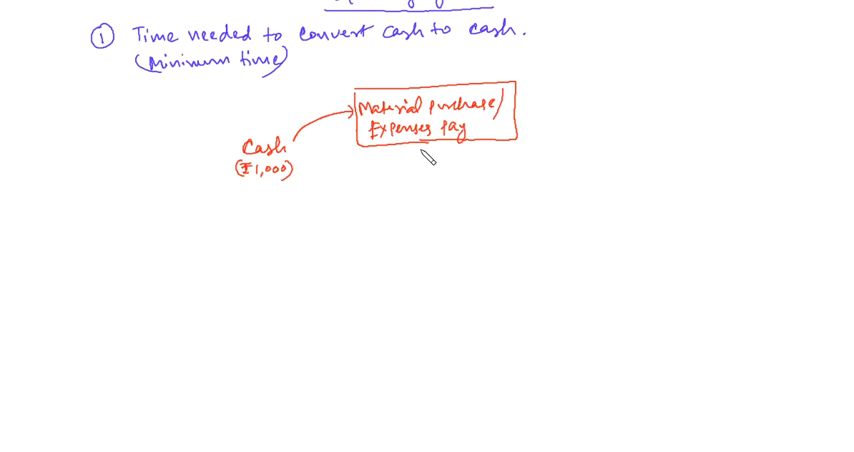 ① Time needed to convert cash to cash.
(Minimum time)
Material purchase/
Expenses pay
Cash
(₹1,000)